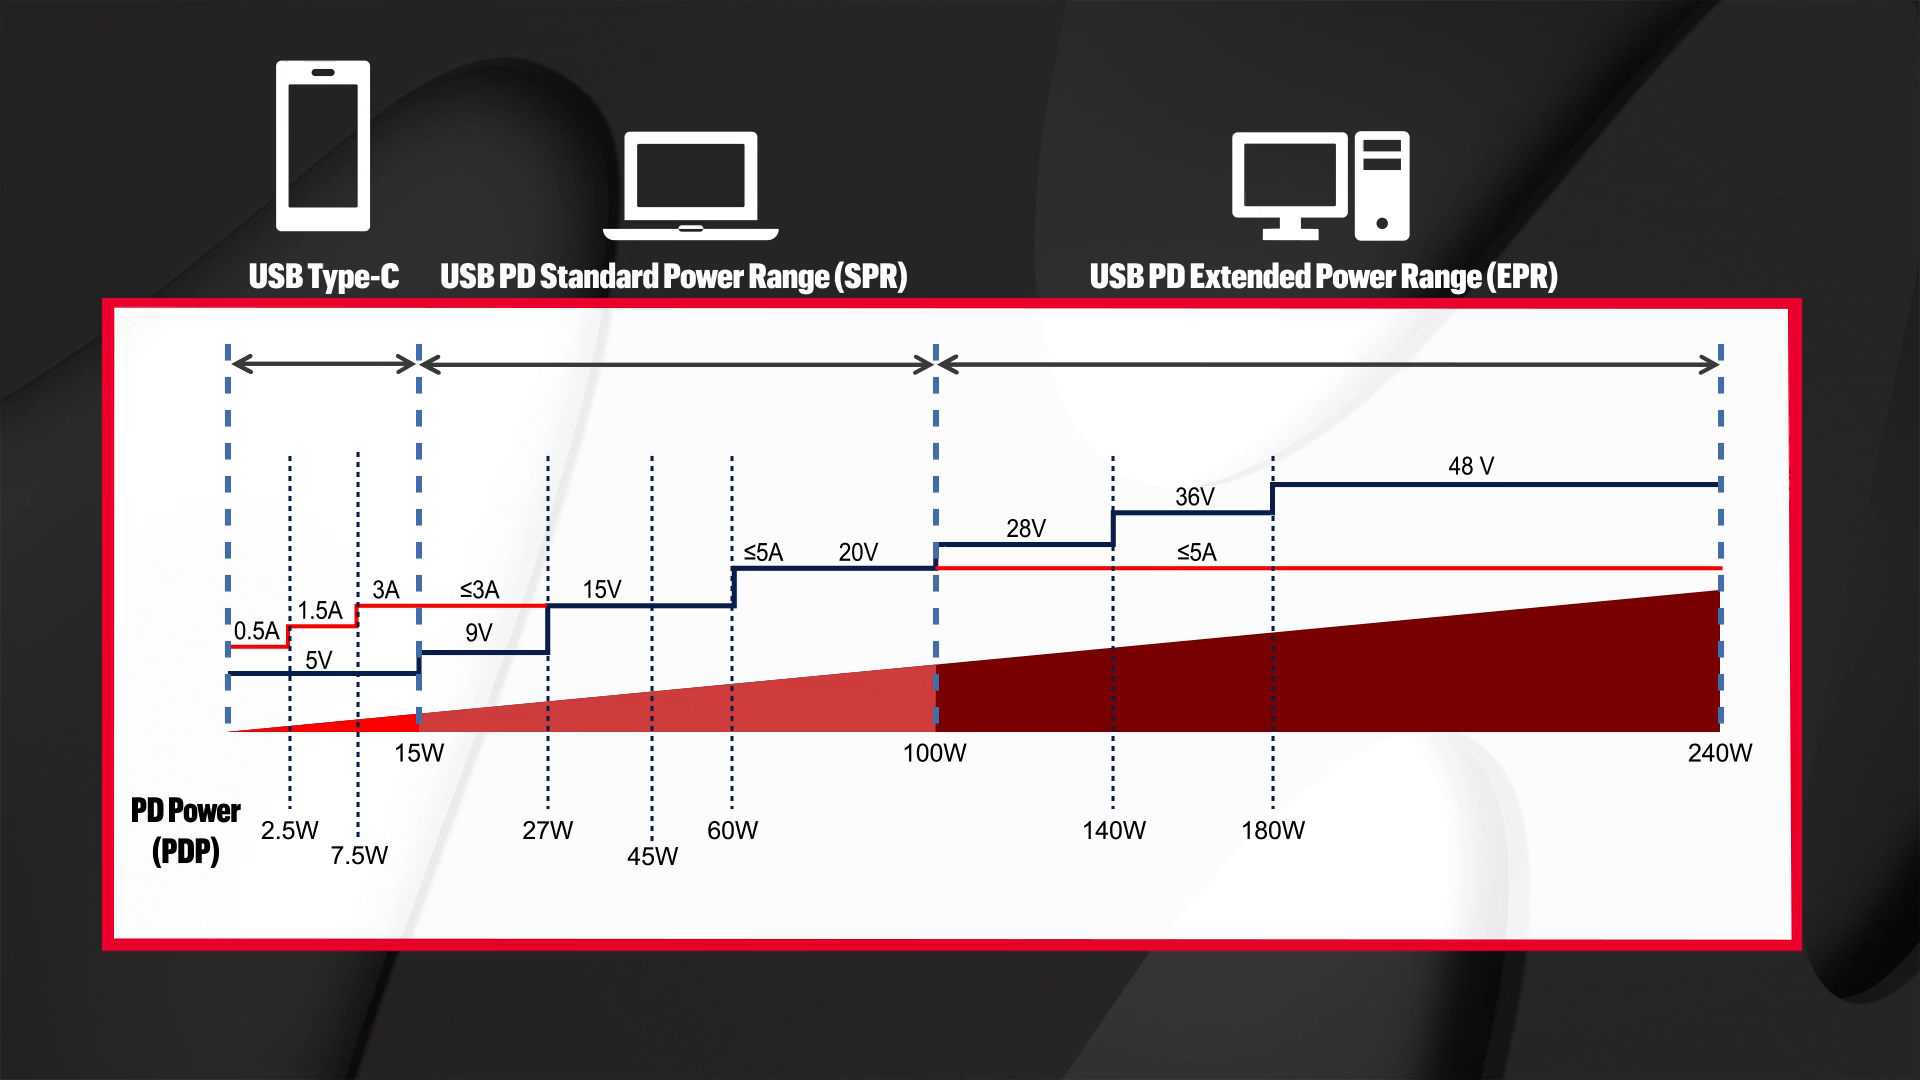 USB Type-C
USB PD Standard Power Range (SPR)
USB PD Extended Power Range (EPR)
48 V
36V
28V
≤5A
20V
≤5A
3A
≤3A
15V
1.5A
0.5A
9V
5V
15W
100W
240W
PD Power
(PDP)
2.5W
7.5W
27W
45W
60W
140W
180W